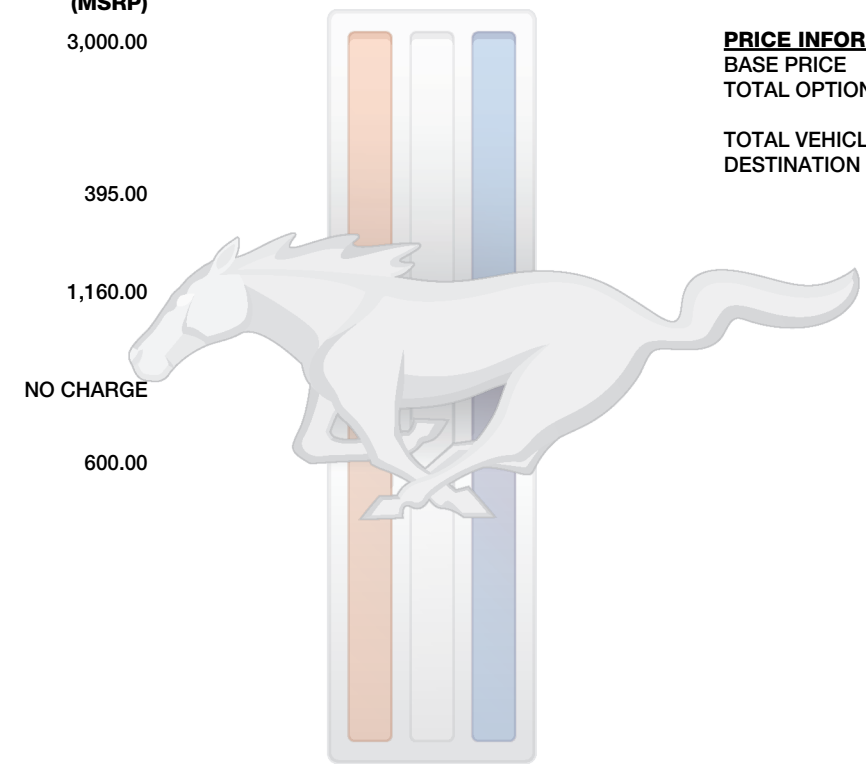 (MSRP)
3,000.00
395.00
1,160.00
NO CHARGE
600.00
PRICE INFOR
BASE PRICE
TOTAL OPTION
TOTAL VEHICL
DESTINATION